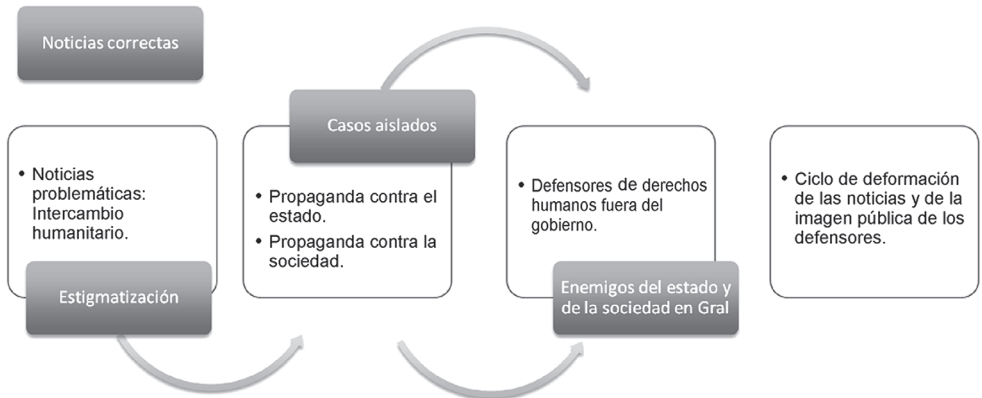 Noticias correctas
• Noticias
problemáticas:
Intercambio
humanitario.
Estigmatización
Casos aislados
• Propaganda contra el
estado.
• Propaganda contra la
sociedad.
• Defensores de derechos
humanos fuera del
gobierno.
Enemigos del estado y
de la sociedad en Gral
• Ciclo de deformación
de las noticias y de la
imagen pública de los
defensores.